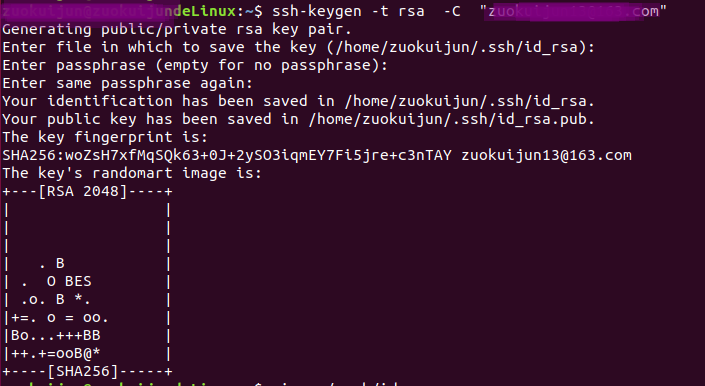 zuokuijun@zuokuijundeLinux:~$ ssh-keygen -t rsa  -C  "zuokuijun13@163.com"
Generating public/private rsa key pair.
Enter file in which to save the key (/home/zuokuijun/.ssh/id_rsa):
Enter passphrase (empty for no passphrase):
Enter same passphrase again:
Your identification has been saved in /home/zuokuijun/.ssh/id_rsa.
Your public key has been saved in /home/zuokuijun/.ssh/id_rsa.pub.
The key fingerprint is:
SHA256:woZsH7xfMqSQk63+0J+2ySO3iqmEY7Fi5jre+c3nTAY zuokuijun13@163.com
The key's randomart image is:
+---[RSA 2048]----+
|                 |
|                 |
|                 |
|   . B           |
| .  O BES        |
| .o. B *.        |
|+=. o = oo.      |
|Bo...+++BB       |
|++.+=ooB@*       |
+----[SHA256]-----+